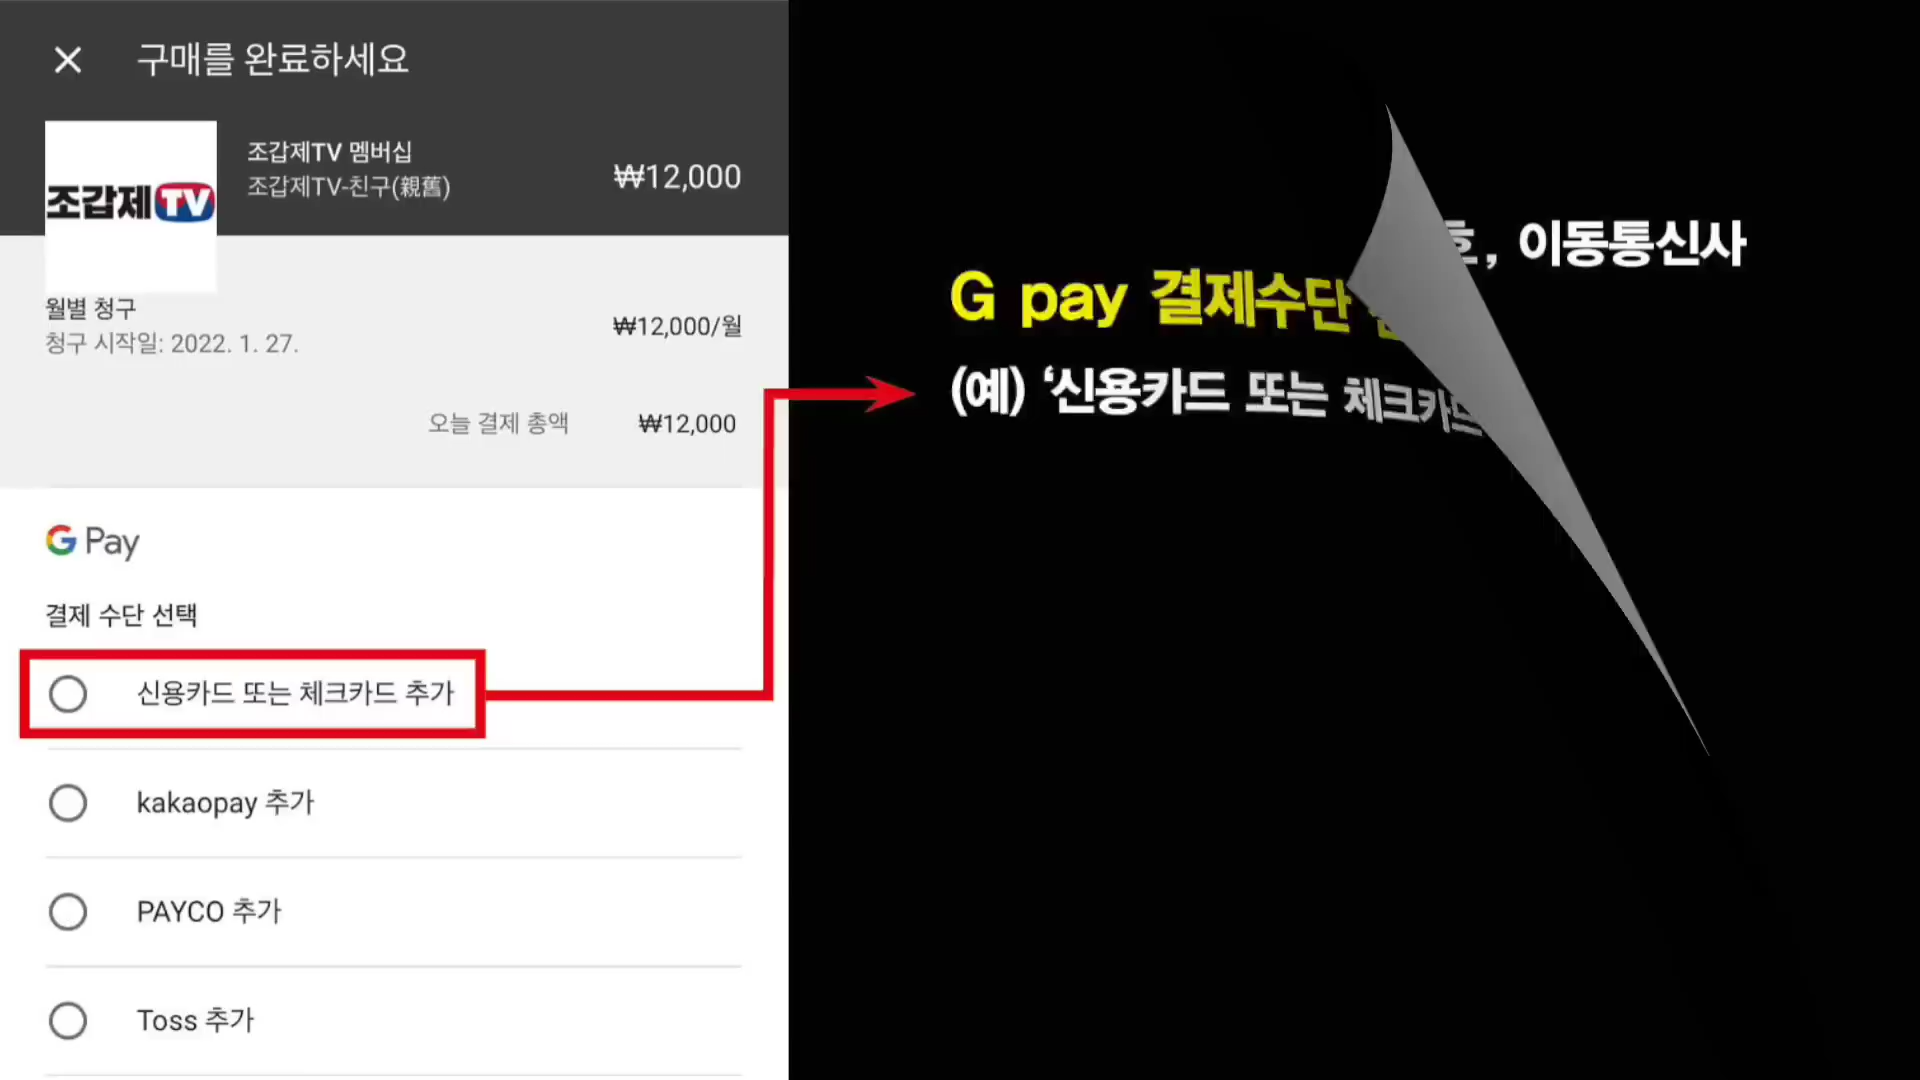 구매를 완료하세요
조갑제TV
조갑제TV 멤버십
조갑제TV-친구(親舊)
₩12,000
월별 청구
청구 시작일: 2022. 1. 27.
₩12,000/월
오늘 결제 총액 ₩12,000
G Pay
결제 수단 선택
신용카드 또는 체크카드 추가
kakaopay 추가
PAYCO 추가
Toss 추가
, 이동통신사
G pay 결제수단
(예) ‘신용카드 또는 체크카드